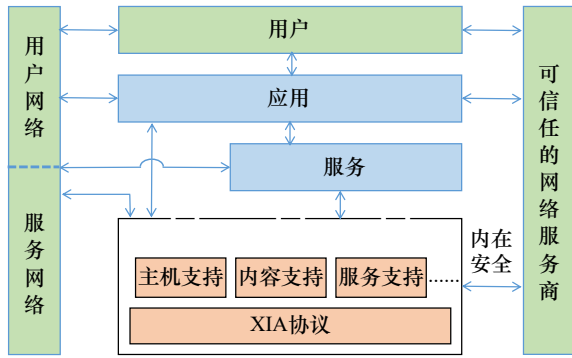 用户
用户网络
应用
服务
服务网络
可信任的网络服务商
内在
安全
主机支持
内容支持
服务支持......
XIA协议